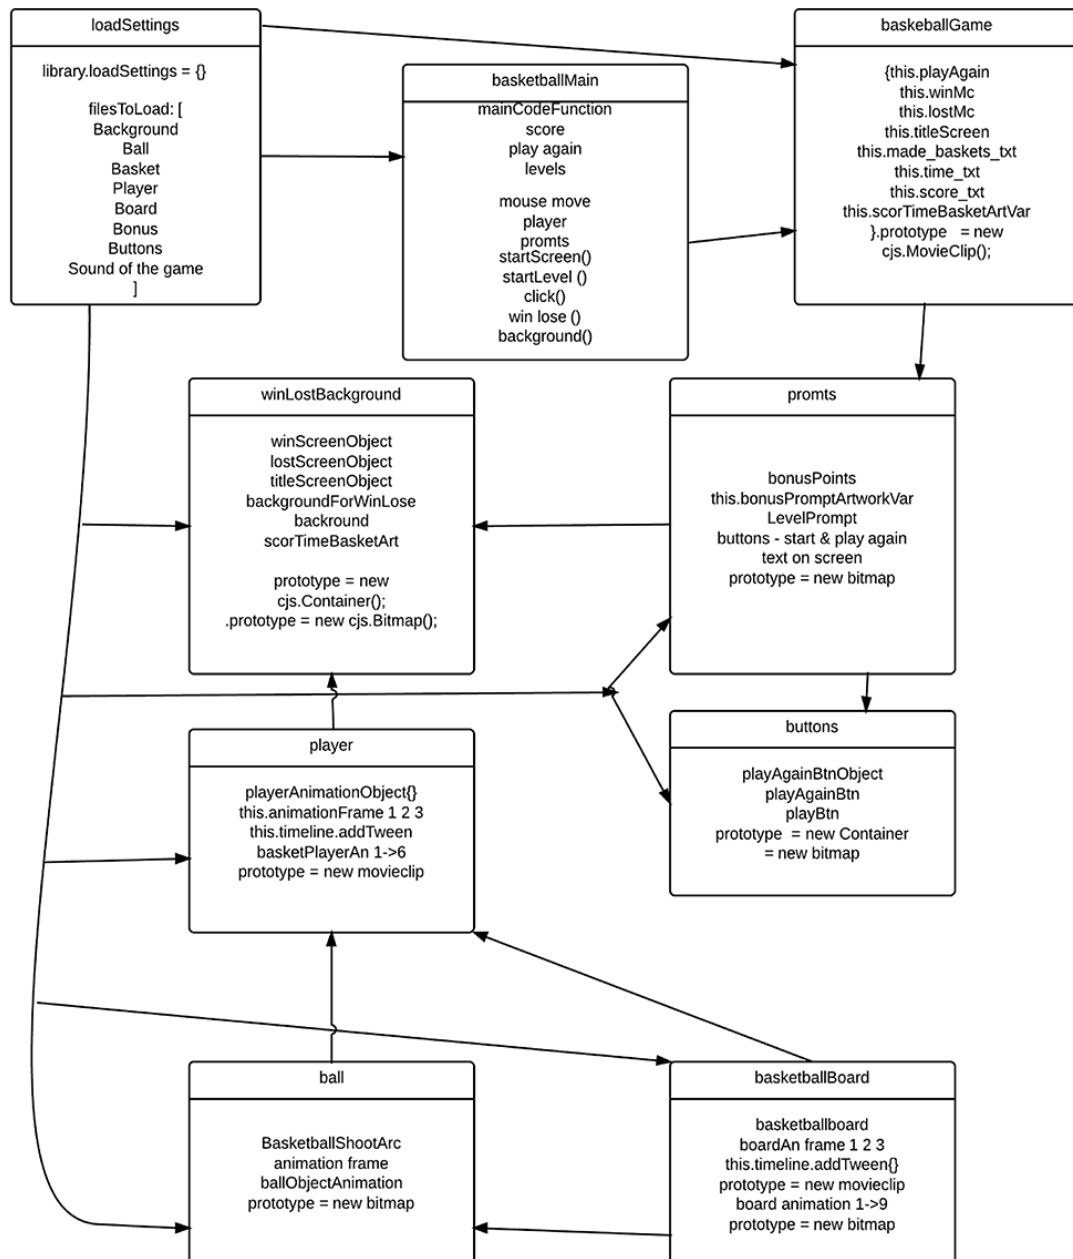 loadSettings
library.loadSettings = {}
filesToLoad: [
Background
Ball
Basket
Player
Board
Bonus
Buttons
Sound of the game
]
basketballMain
mainCodeFunction
score
play again
levels
mouse move
player
promts
startScreen()
startLevel ()
click()
win lose ()
background()
baskeballGame
{this.playAgain
this.winMc
this.lostMc
this.titleScreen
this.made_baskets_txt
this.time_txt
this.score_txt
this.scorTimeBasketArtVar
}.prototype = new
cjs.MovieClip();
winLostBackground
winScreenObject
lostScreenObject
titleScreenObject
backgroundForWinLose
backround
scorTimeBasketArt
prototype = new
cjs.Container();
.prototype = new cjs.Bitmap();
promts
bonusPoints
this.bonusPromptArtworkVar
LevelPrompt
buttons - start & play again
text on screen
prototype = new bitmap
player
playerAnimationObject{}
this.animationFrame 1 2 3
this.timeline.addTween
basketPlayerAn 1->6
prototype = new movieclip
buttons
playAgainBtnObject
playAgainBtn
playBtn
prototype = new Container
= new bitmap
ball
BasketballShootArc
animation frame
ballObjectAnimation
prototype = new bitmap
basketballBoard
basketballboard
boardAn frame 1 2 3
this.timeline.addTween{}
prototype = new movieclip
board animation 1->9
prototype = new bitmap